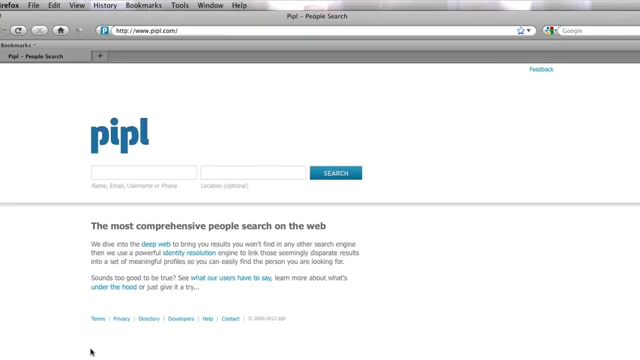 irefox File Edit View History Bookmarks Tools Window Help
Pipl – People Search
http://www.pipl.com/
Google
Bookmarks
Pipl – People Search
Feedback
pipl
SEARCH
Name, Email, Username or Phone Location (optional)
The most comprehensive people search on the web
We dive into the deep web to bring you results you won't find in any other search engine
then we use a powerful identity resolution engine to link those seemingly disparate results
into a set of meaningful profiles so you can easily find the person you are looking for.
Sounds too good to be true? See what our users have to say, learn more about what's
under the hood or just give it a try...
Terms | Privacy | Directory | Developers | Help | Contact | © 2006-2012 pipl